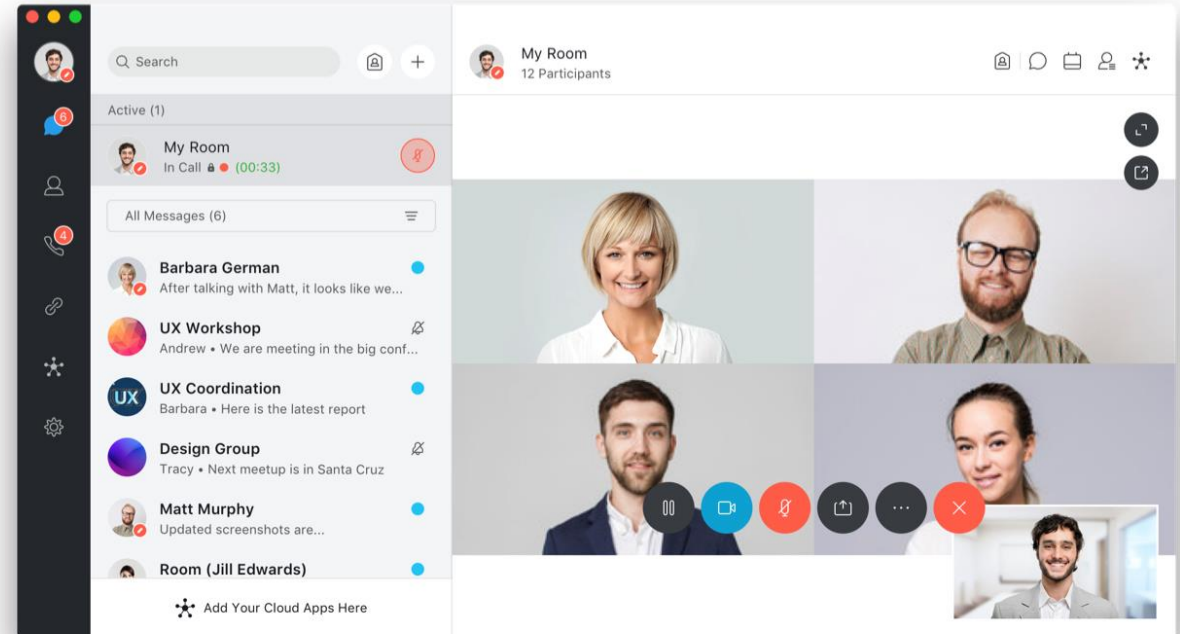 Search
My Room
12 Participants
6
Active (1)
My Room
In Call (00:33)
All Messages (6)
4
Barbara German
After talking with Matt, it looks like we...
UX Workshop
Andrew • We are meeting in the big conf...
UX
UX Coordination
Barbara • Here is the latest report
Design Group
Tracy • Next meetup is in Santa Cruz
Matt Murphy
Updated screenshots are...
Room (Jill Edwards)
Add Your Cloud Apps Here